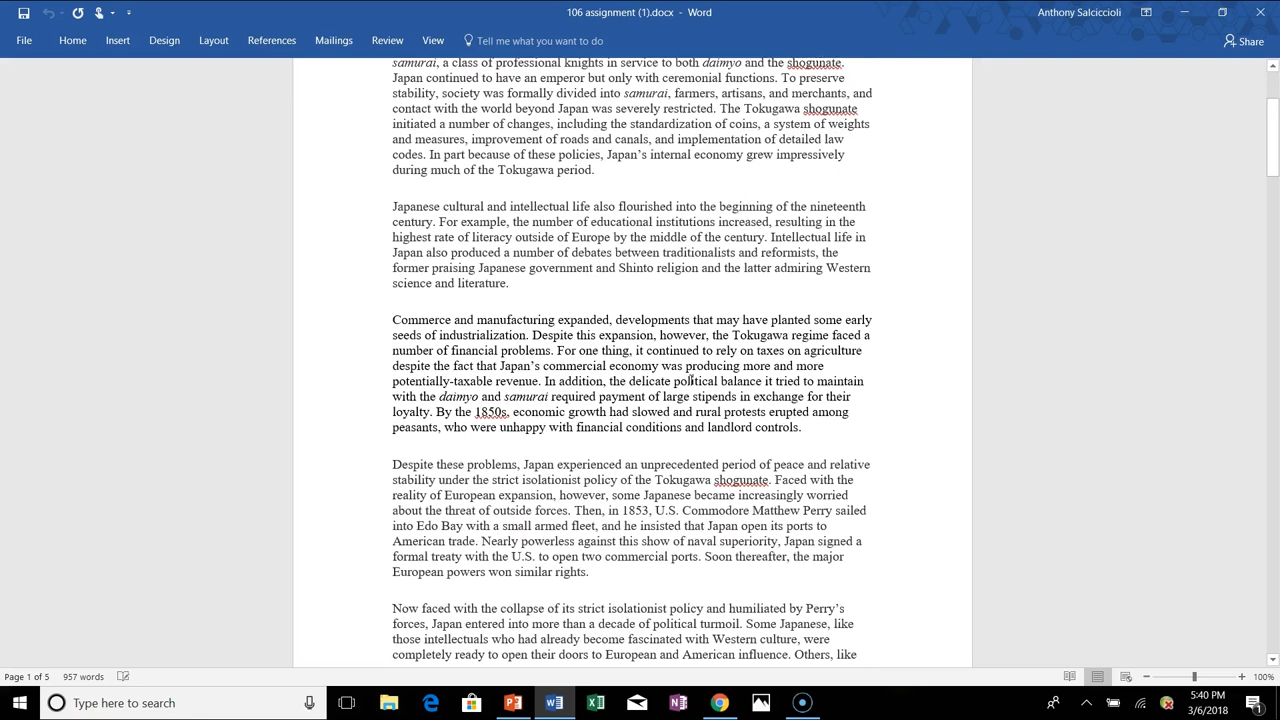 106 assignment (1).docx - Word
Anthony Salciccioli
File Home Insert Design Layout References Mailings Review View Tell me what you want to do Share
samurai, a class of professional knights in service to both daimyo and the shogunate.
Japan continued to have an emperor but only with ceremonial functions. To preserve
stability, society was formally divided into samurai, farmers, artisans, and merchants, and
contact with the world beyond Japan was severely restricted. The Tokugawa shogunate
initiated a number of changes, including the standardization of coins, a system of weights
and measures, improvement of roads and canals, and implementation of detailed law
codes. In part because of these policies, Japan's internal economy grew impressively
during much of the Tokugawa period.
Japanese cultural and intellectual life also flourished into the beginning of the nineteenth
century. For example, the number of educational institutions increased, resulting in the
highest rate of literacy outside of Europe by the middle of the century. Intellectual life in
Japan also produced a number of debates between traditionalists and reformists, the
former praising Japanese government and Shinto religion and the latter admiring Western
science and literature.
Commerce and manufacturing expanded, developments that may have planted some early
seeds of industrialization. Despite this expansion, however, the Tokugawa regime faced a
number of financial problems. For one thing, it continued to rely on taxes on agriculture
despite the fact that Japan's commercial economy was producing more and more
potentially-taxable revenue. In addition, the delicate political balance it tried to maintain
with the daimyo and samurai required payment of large stipends in exchange for their
loyalty. By the 1850s, economic growth had slowed and rural protests erupted among
peasants, who were unhappy with financial conditions and landlord controls.
Despite these problems, Japan experienced an unprecedented period of peace and relative
stability under the strict isolationist policy of the Tokugawa shogunate. Faced with the
reality of European expansion, however, some Japanese became increasingly worried
about the threat of outside forces. Then, in 1853, U.S. Commodore Matthew Perry sailed
into Edo Bay with a small armed fleet, and he insisted that Japan open its ports to
American trade. Nearly powerless against this show of naval superiority, Japan signed a
formal treaty with the U.S. to open two commercial ports. Soon thereafter, the major
European powers won similar rights.
Now faced with the collapse of its strict isolationist policy and humiliated by Perry's
forces, Japan entered into more than a decade of political turmoil. Some Japanese, like
those intellectuals who had already become fascinated with Western culture, were
completely ready to open their doors to European and American influence. Others, like
Page 1 of 5 957 words 100%
Type here to search
5:40 PM
3/6/2018